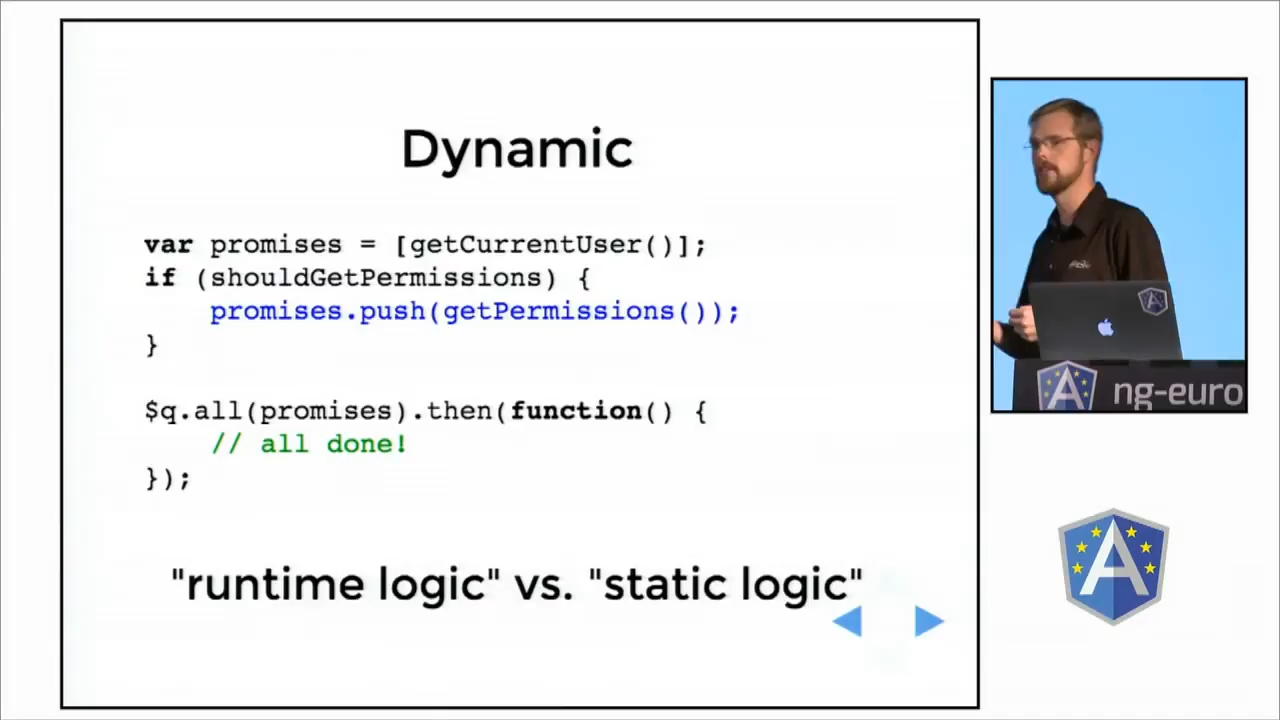 Dynamic
var promises = [getCurrentUser()];
if (shouldGetPermissions) {
promises.push(getPermissions());
}
$q.all(promises).then(function() {
// all done!
});
"runtime logic" vs. "static logic"
A
A ng-euro
A